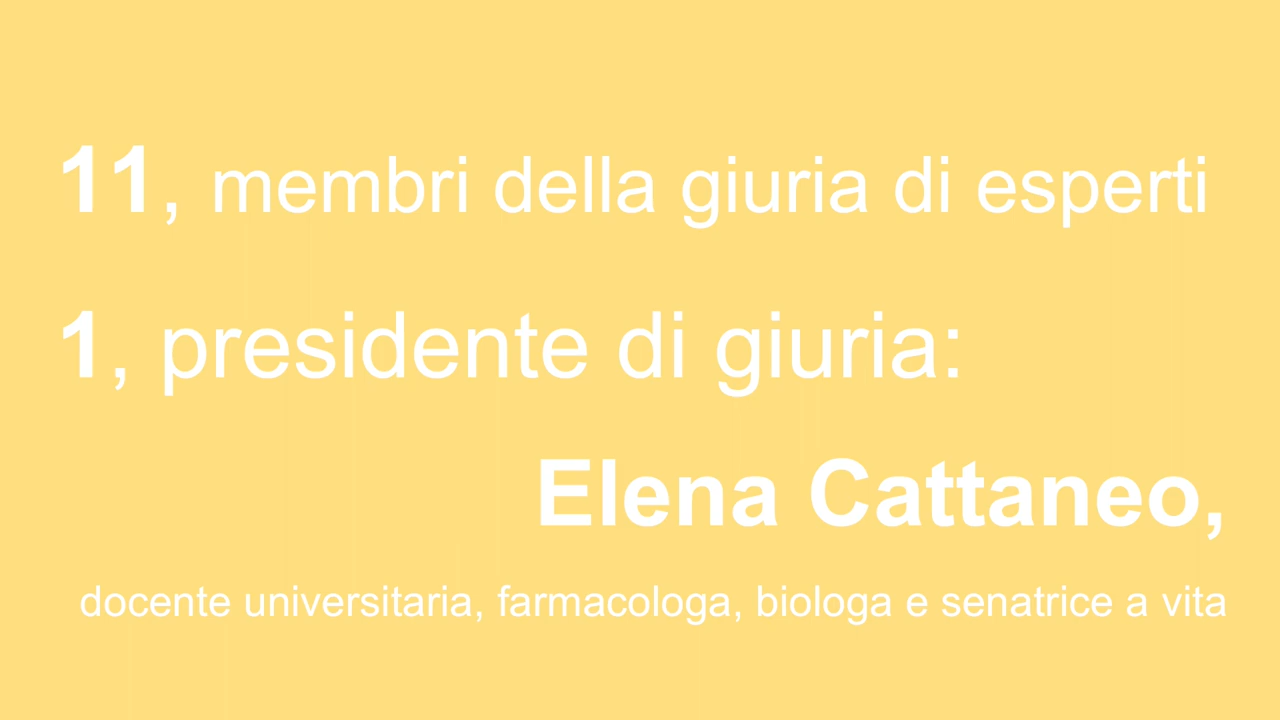 11, membri della giuria di esperti
1, presidente di giuria:
Elena Cattaneo,
docente universitaria, farmacologa, biologa e senatrice a vita